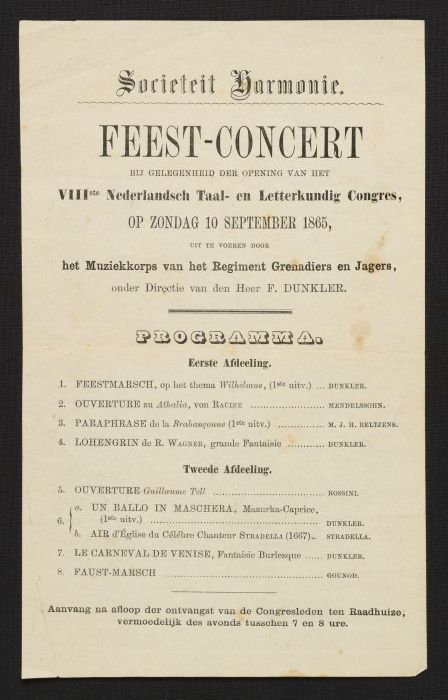 Societeit Harmonie.
FEEST-CONCERT
BIJ GELEGENHEID DER OPENING VAN HET
VIIIste Nederlandsch Taal- en Letterkundig Congres,
OP ZONDAG 10 SEPTEMBER 1865,
UIT TE VOEREN DOOR
het Muziekkorps van het Regiment Grenadiers en Jagers,
onder Directie van den Heer F. DUNKLER.
PROGRAMMA.
Eerste Afdeeling.
1. FEESTMARSCH, op het thema Wilhelmus, (1ste uitv.) ... DUNKLER.
2. OUVERTURE zu Athalia, von RACINE .................... MENDELSSOHN.
3. PARAPHRASE de la Brabançonne (1ste uitv.) ............. M. J. H. BELTJENS.
4. LOHENGRIN de R. WAGNER, grande Fantaisie ........... DUNKLER.
Tweede Afdeeling.
5. OUVERTURE Guillaume Tell .............................. ROSSINI.
6. a. UN BALLO IN MASCHERA, Mazurka-Caprice,
(1ste uitv.) .................................................. DUNKLER.
b. AIR d'Église du Célébre Chanteur STRADELLA (1667).. STRADELLA.
7. LE CARNEVAL DE VENISE, Fantaisie Burlesque ..... DUNKLER.
8. FAUST-MARSCH ............................................. GOUNOD.
Aanvang na afloop der ontvangst van de Congresleden ten Raadhuize,
vermoedelijk des avonds tusschen 7 en 8 ure.